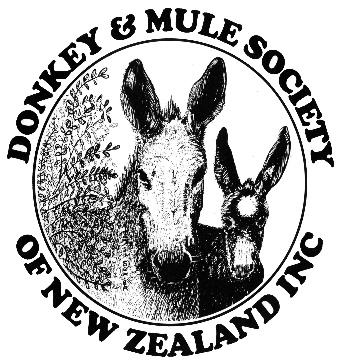 DONKEY & MULE SOCIETY
OF NEW ZEALAND INC